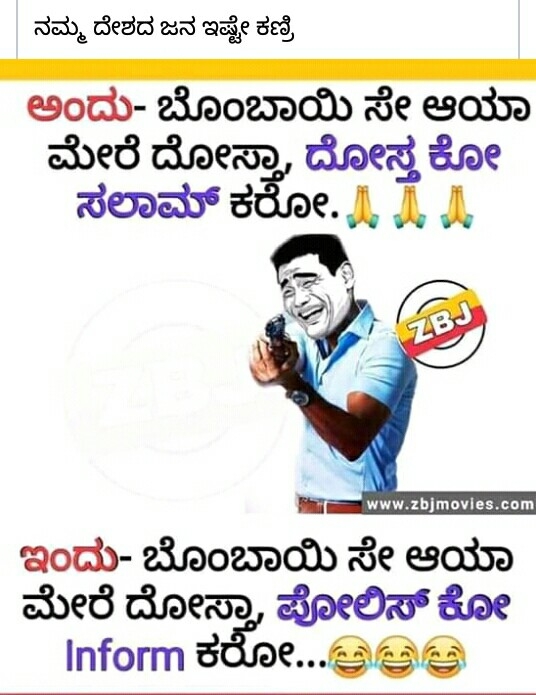 ನಮ್ಮ ದೇಶದ ಜನ ಇಷ್ಟೇ ಕಣ್ರಿ
ಅಂದು- ಬೊಂಬಾಯಿ ಸೇ ಆಯಾ
ಮೇರೆ ದೋಸ್ತಾ, ದೋಸ್ತ ಕೋ
ಸಲಾಮ್ ಕರೋ.🙏🙏🙏
ZBJ
www.zbjmovies.com
ಇಂದು- ಬೊಂಬಾಯಿ ಸೇ ಆಯಾ
ಮೇರೆ ದೋಸ್ತಾ, ಪೋಲಿಸ್ ಕೋ
Inform ಕರೋ...😂😂😂